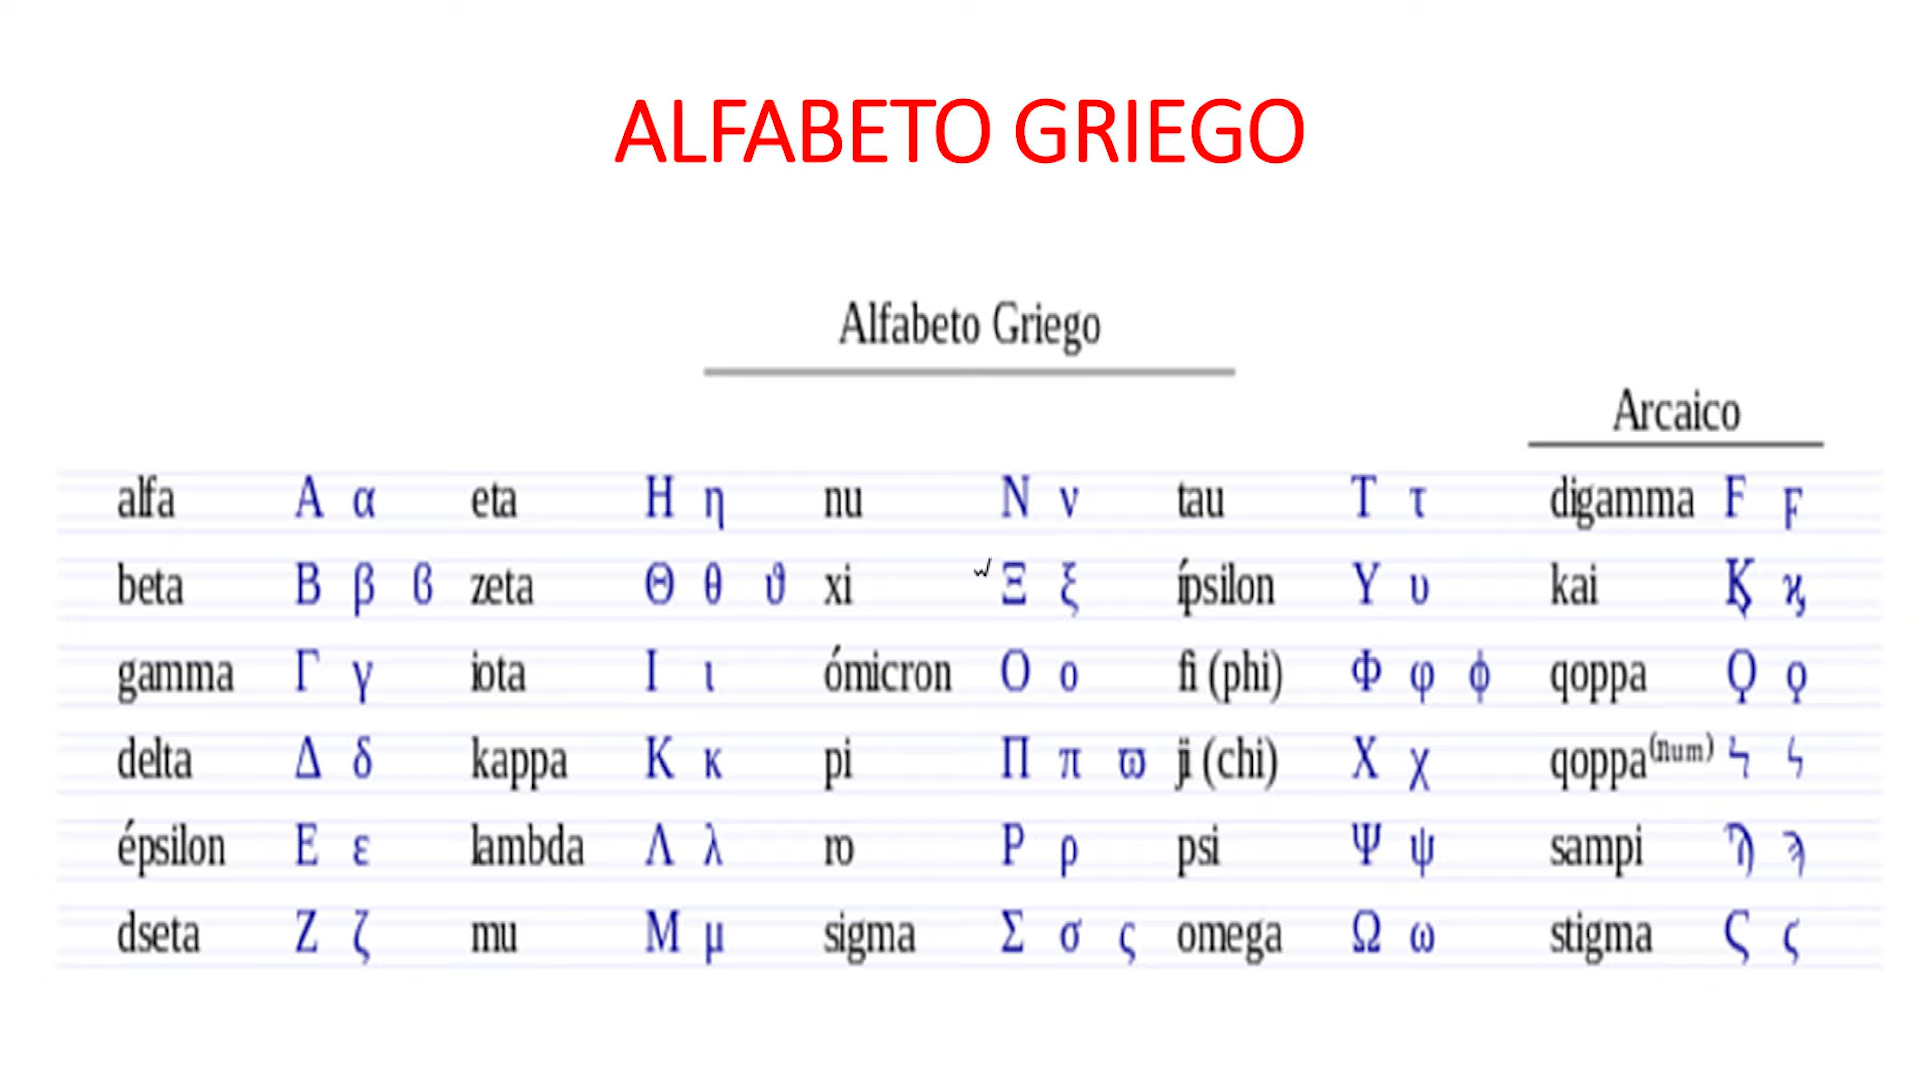 ALFABETO GRIEGO
Alfabeto Griego
Arcaico
alfa Α α eta Η η nu Ν ν tau Τ τ digamma Ϝ ϝ
beta Β β ϐ zeta Θ θ ϑ xi Ξ ξ ípsilon Υ υ kai Ϗ ϗ
gamma Γ γ iota Ι ι ómicron Ο ο fi (phi) Φ φ ϕ qoppa Ϙ ϙ
delta Δ δ kappa Κ κ pi Π π ϖ ji (chi) Χ χ qoppa(num) Ϟ ϟ
épsilon Ε ε lambda Λ λ ro Ρ ρ psi Ψ ψ sampi Ϡ ϡ
dseta Ζ ζ mu Μ μ sigma Σ σ ς omega Ω ω stigma Ϛ ϛ